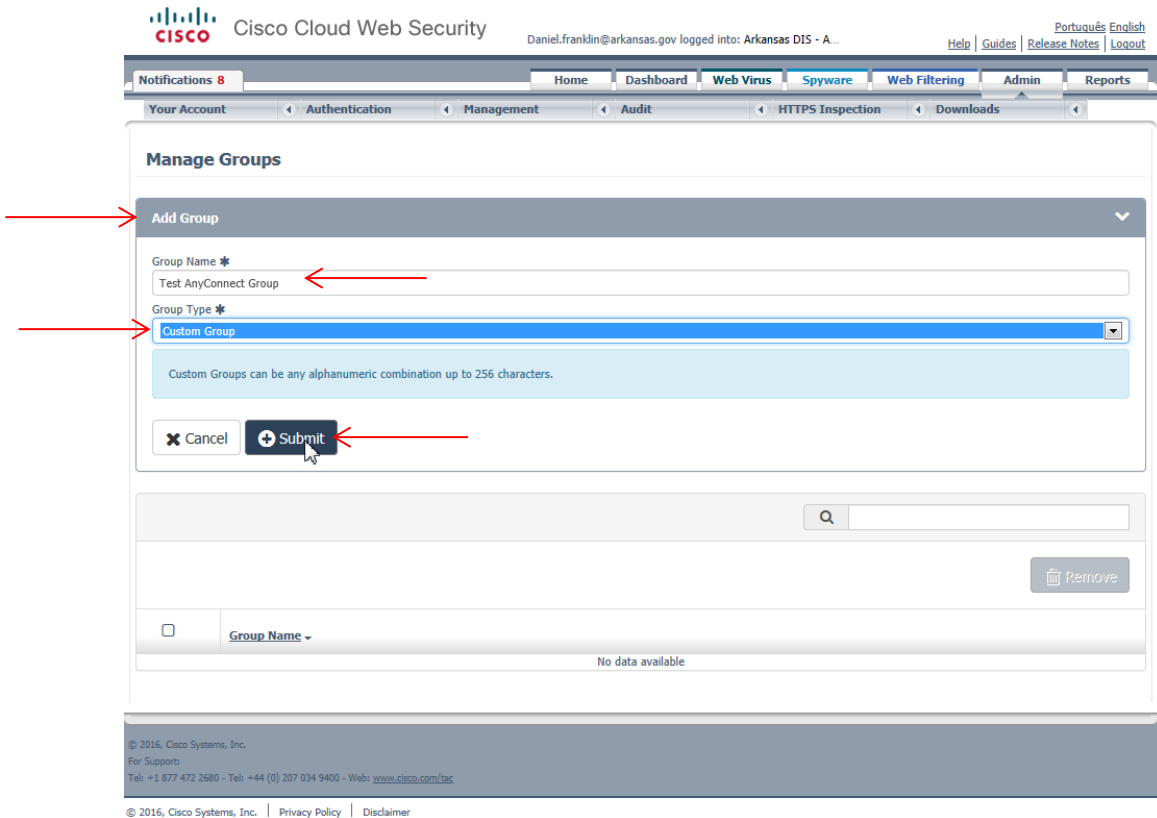 CISCO Cisco Cloud Web Security
Daniel.franklin@arkansas.gov logged into: Arkansas DIS - A...
Português English
Help | Guides | Release Notes | Logout
Notifications 8
Home Dashboard Web Virus Spyware Web Filtering Admin Reports
Your Account Authentication Management Audit HTTPS Inspection Downloads
Manage Groups
Add Group
Group Name ✱
Test AnyConnect Group
Group Type ✱
Custom Group
Custom Groups can be any alphanumeric combination up to 256 characters.
Cancel Submit
Remove
Group Name
No data available
© 2016, Cisco Systems, Inc.
For Support:
Tel: +1 877 472 2680 - Tel: +44 (0) 207 034 9400 - Web: www.cisco.com/tac
© 2016, Cisco Systems, Inc. | Privacy Policy | Disclaimer